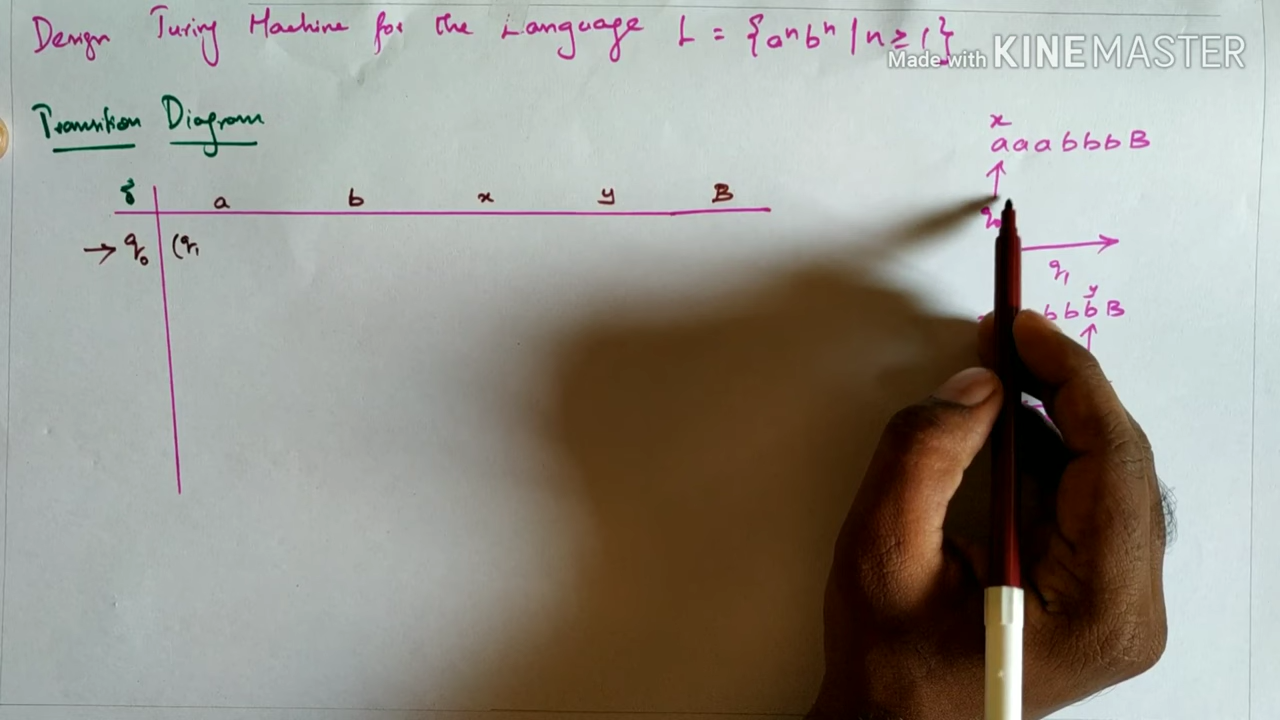 Design Turing Machine for the Language L = {aⁿbⁿ | n ≥ 1}
Made with KINEMASTER
Transition Diagram
x
aaabbbB
δ a b x y B
→ q₀ (q₁
q₁
y
bbbB